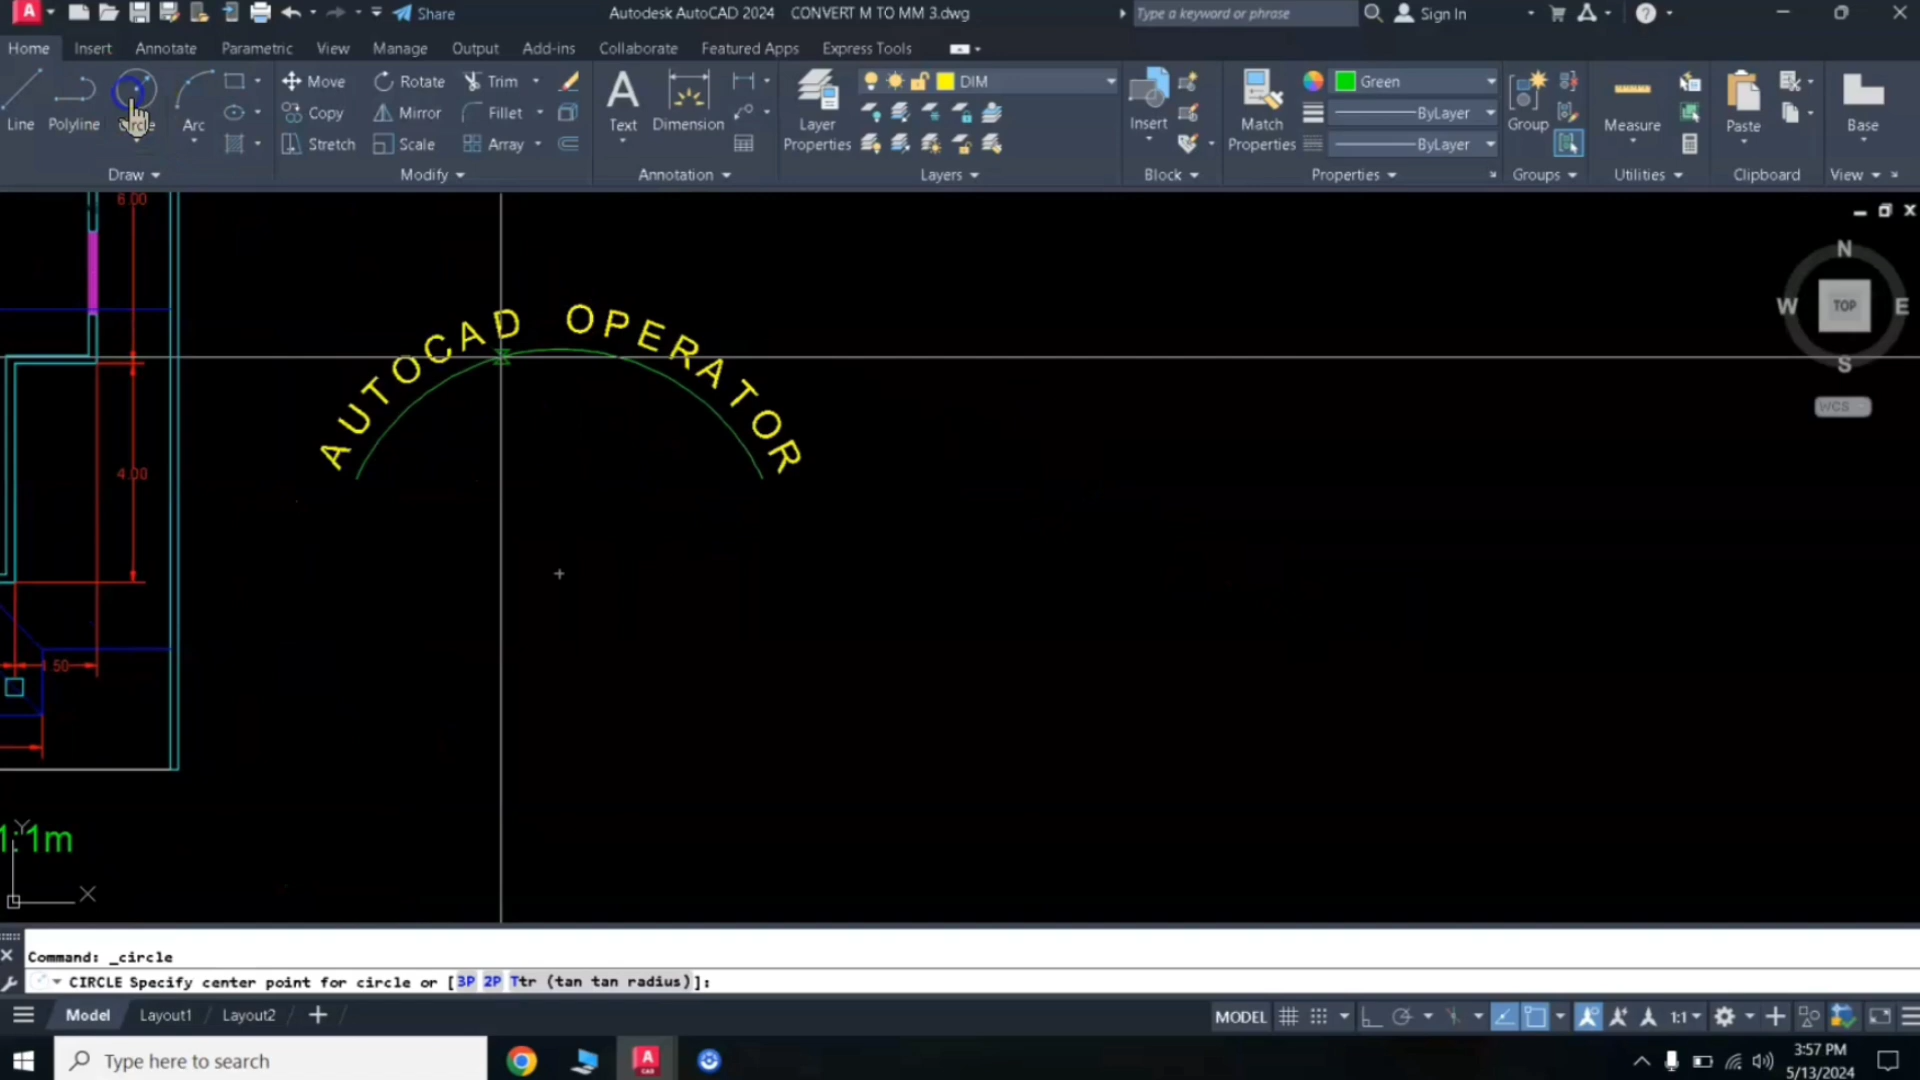 A Share Autodesk AutoCAD 2024 CONVERT M TO MM 3.dwg Type a keyword or phrase Sign In
Home Insert Annotate Parametric View Manage Output Add-ins Collaborate Featured Apps Express Tools
Line Polyline Circle Arc
Move Rotate Trim
Copy Mirror Fillet
Stretch Scale Array
Text Dimension
Layer Properties
DIM
Insert
Match Properties
Green
ByLayer
ByLayer
Group Measure Paste Base
Draw Modify Annotation Layers Block Properties Groups Utilities Clipboard View
6.00
4.00
AUTOCAD OPERATOR
N
W TOP E
S
WCS
1:1m
Y
X
Command: _circle
CIRCLE Specify center point for circle or [3P 2P Ttr (tan tan radius)]:
Model Layout1 Layout2 + MODEL 1:1
Type here to search
A
CAD
3:57 PM
5/13/2024